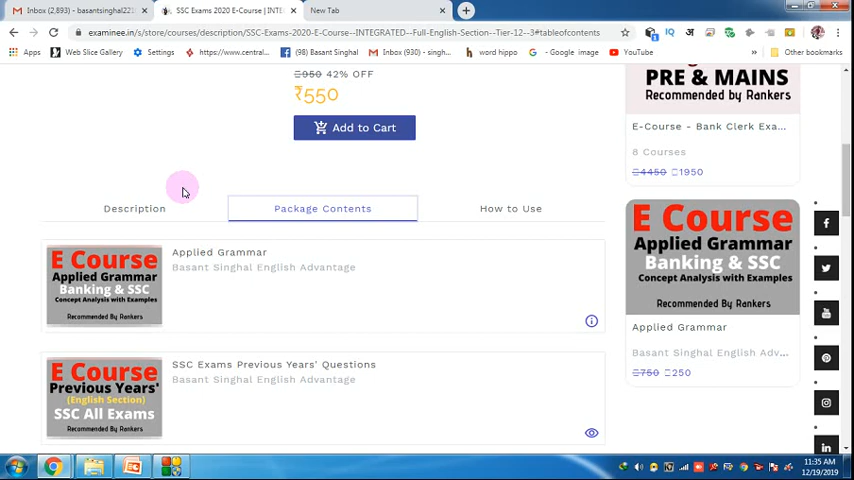 Inbox (2,893) - basantsinghal22
SSC Exams 2020 E-Course | INTE
New Tab
examinee.in/s/store/courses/description/SSC-Exams-2020-E-Course--INTEGRATED--Full-English-Section--Tier-12--3#tableofcontents
Apps
Web Slice Gallery
Settings
https://www.central...
(98) Basant Singhal
Inbox (930) - singh...
word hippo
- Google image
YouTube
Other bookmarks
950 42% OFF
₹550
Add to Cart
PRE & MAINS
Recommended by Rankers
E-Course - Bank Clerk Exa...
8 Courses
4450 1950
Description
Package Contents
How to Use
E Course
Applied Grammar
Banking & SSC
Concept Analysis with Examples
Recommended By Rankers
Applied Grammar
Basant Singhal English Advantage
E Course
Applied Grammar
Banking & SSC
Concept Analysis with Examples
Recommended by Rankers
Applied Grammar
Basant Singhal English Adv...
750 250
E Course
Previous Years'
(English Section)
SSC All Exams
Recommended By Rankers
SSC Exams Previous Years' Questions
Basant Singhal English Advantage
11:35 AM
12/19/2019